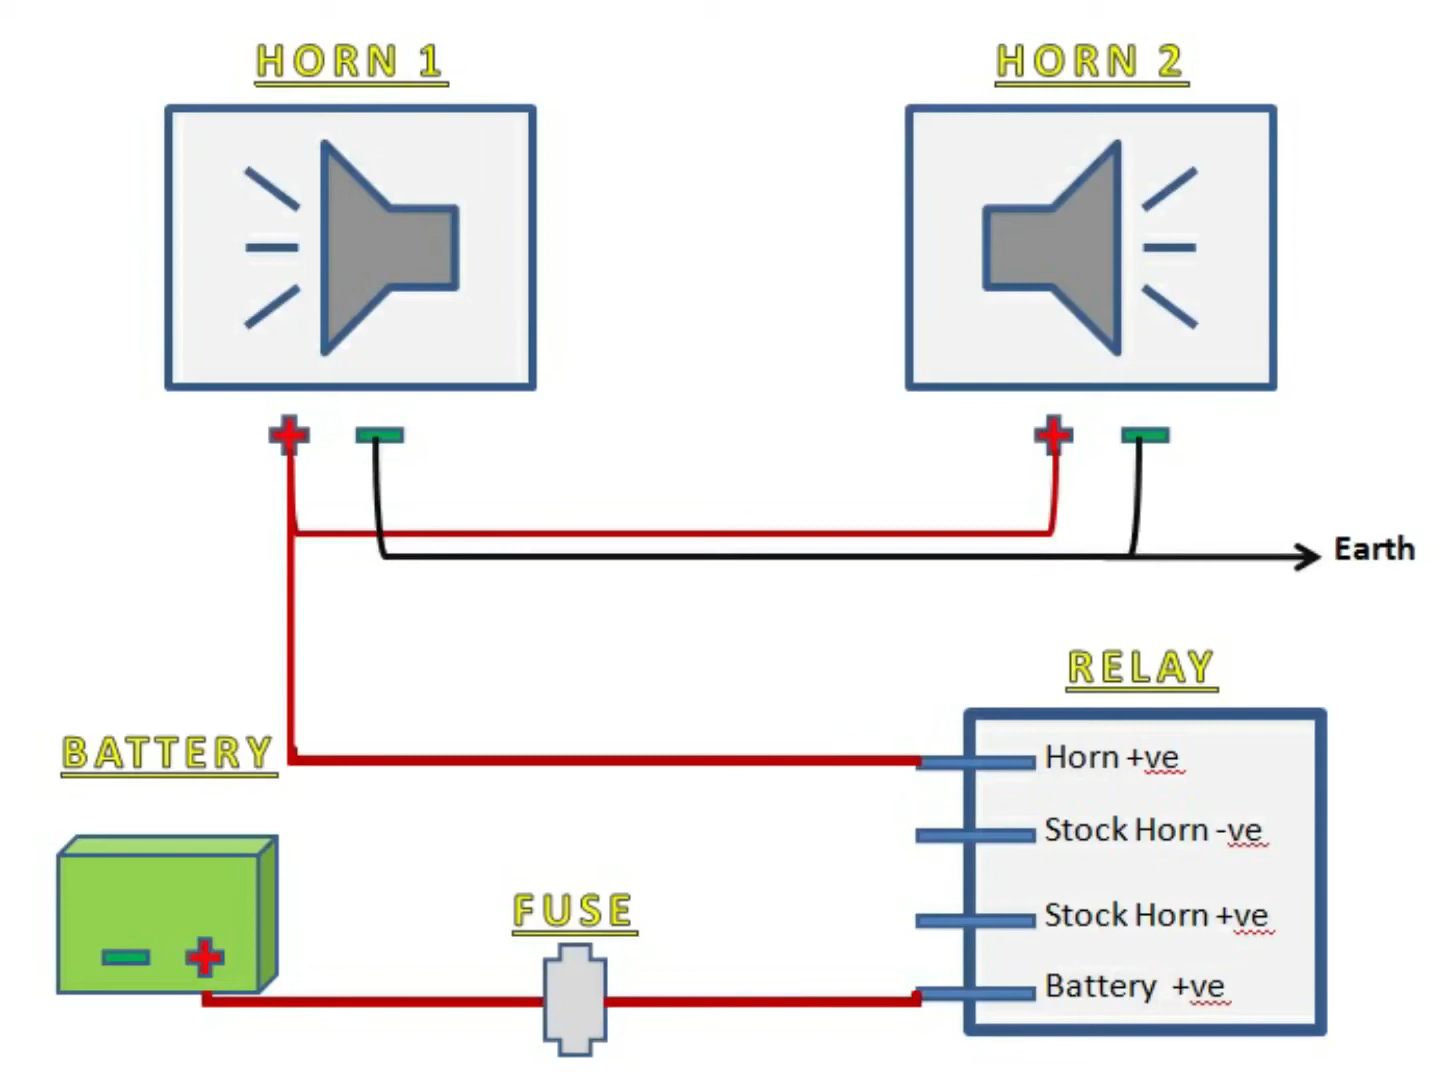 HORN 1
HORN 2
Earth
RELAY
Horn +ve
Stock Horn -ve
Stock Horn +ve
Battery +ve
BATTERY
FUSE